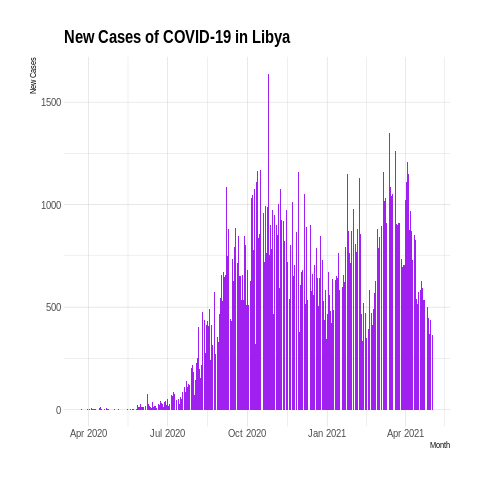 New Cases of COVID-19 in Libya
New Cases
1500
1000
500
0
Apr 2020 Jul 2020 Oct 2020 Jan 2021 Apr 2021
Month